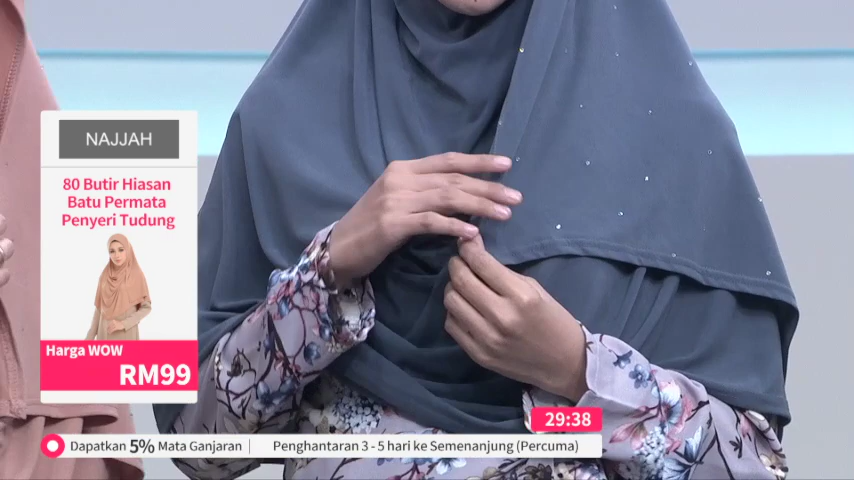 NAJJAH
80 Butir Hiasan
Batu Permata
Penyeri Tudung
Harga WOW
RM99
29:38
Dapatkan 5% Mata Ganjaran
Penghantaran 3 - 5 hari ke Semenanjung (Percuma)